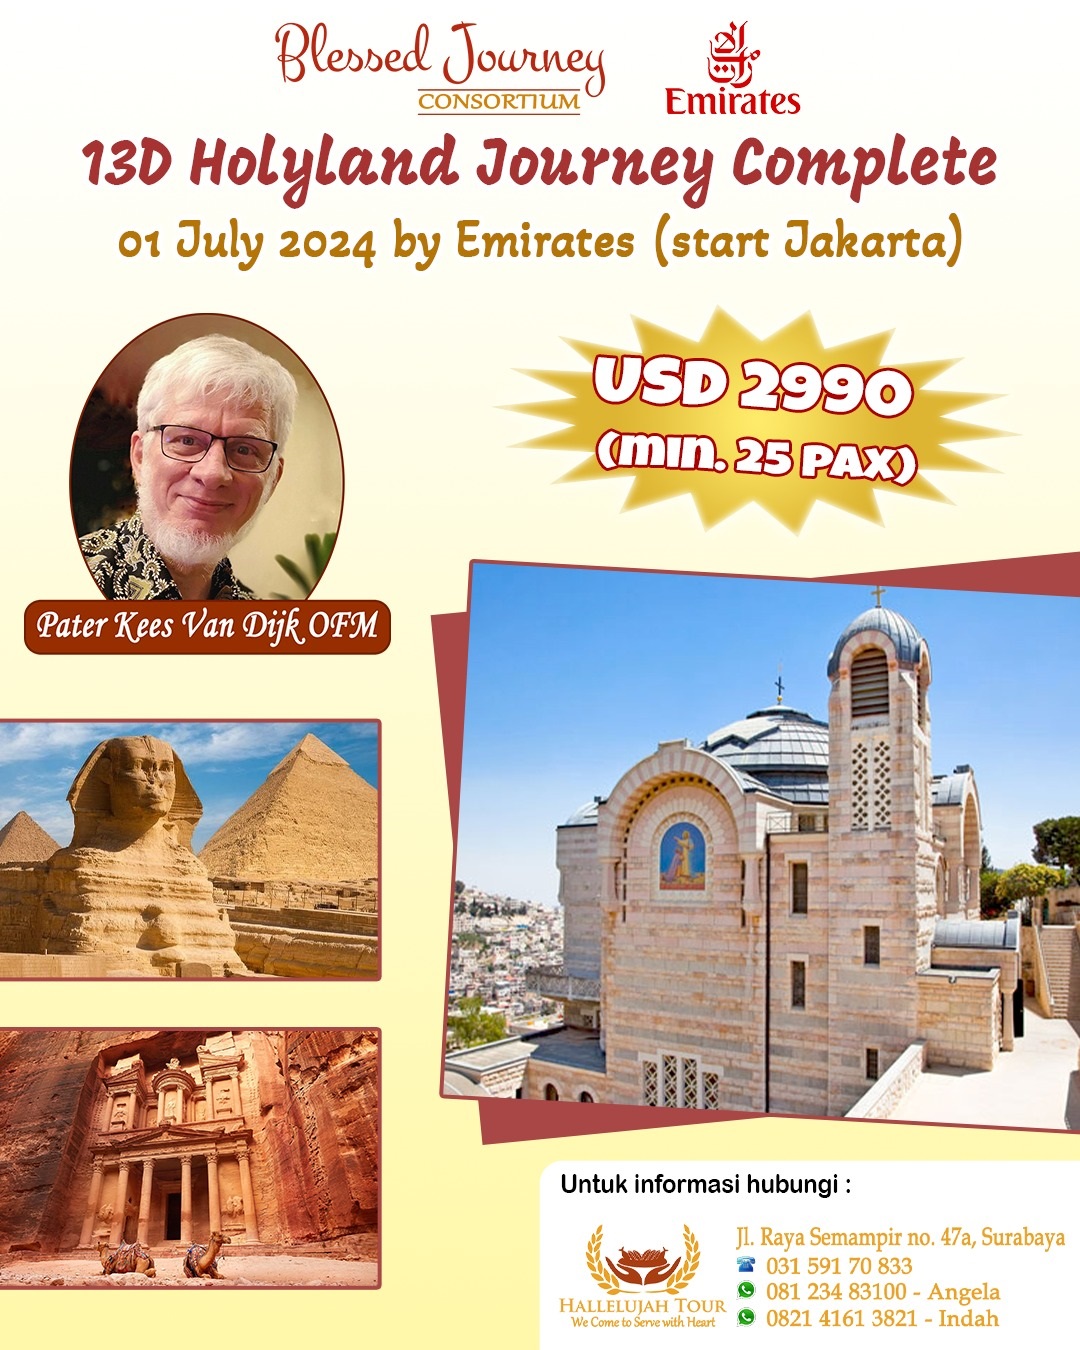 Blessed Journey
CONSORTIUM
Emirates
13D Holyland Journey Complete
01 July 2024 by Emirates (start Jakarta)
USD 2990
(min. 25 PAX)
Pater Kees Van Dijk OFM
Untuk informasi hubungi :
HALLELUJAH TOUR
We Come to Serve with Heart
Jl. Raya Semampir no. 47a, Surabaya
031 591 70 833
081 234 83100 - Angela
0821 4161 3821 - Indah